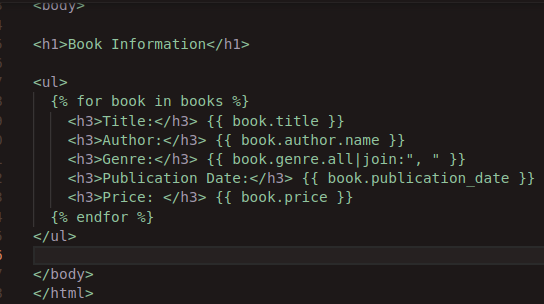 <body>
<h1>Book Information</h1>
<ul>
{% for book in books %}
<h3>Title:</h3> {{ book.title }}
<h3>Author:</h3> {{ book.author.name }}
<h3>Genre:</h3> {{ book.genre.all|join:", " }}
<h3>Publication Date:</h3> {{ book.publication_date }}
<h3>Price: </h3> {{ book.price }}
{% endfor %}
</ul>
</body>
</html>